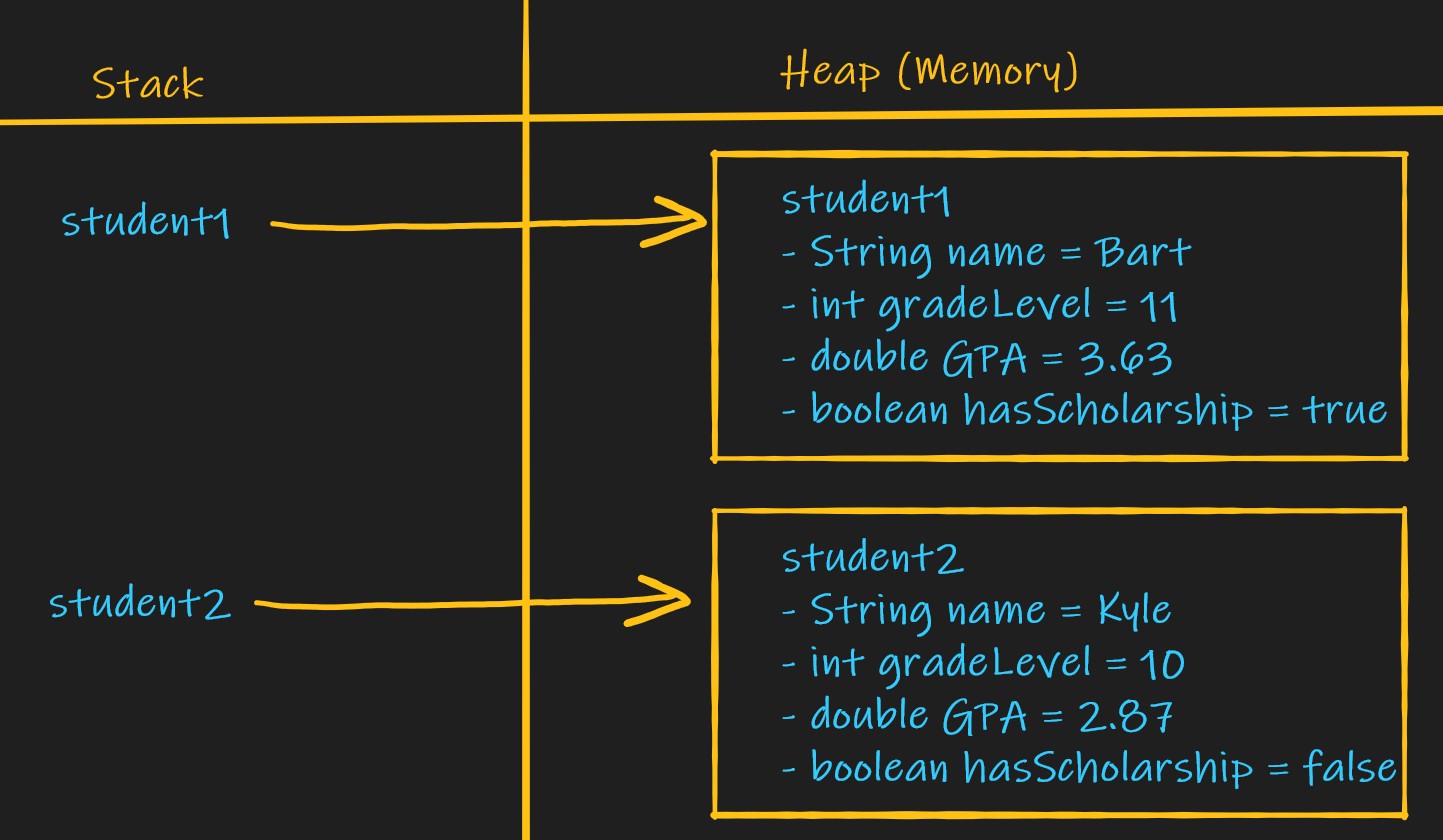 Stack
Heap (Memory)
student1
student1
- String name = Bart
- int gradeLevel = 11
- double GPA = 3.63
- boolean hasScholarship = true
student2
student2
- String name = Kyle
- int gradeLevel = 10
- double GPA = 2.87
- boolean hasScholarship = false